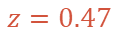 z = 0.47